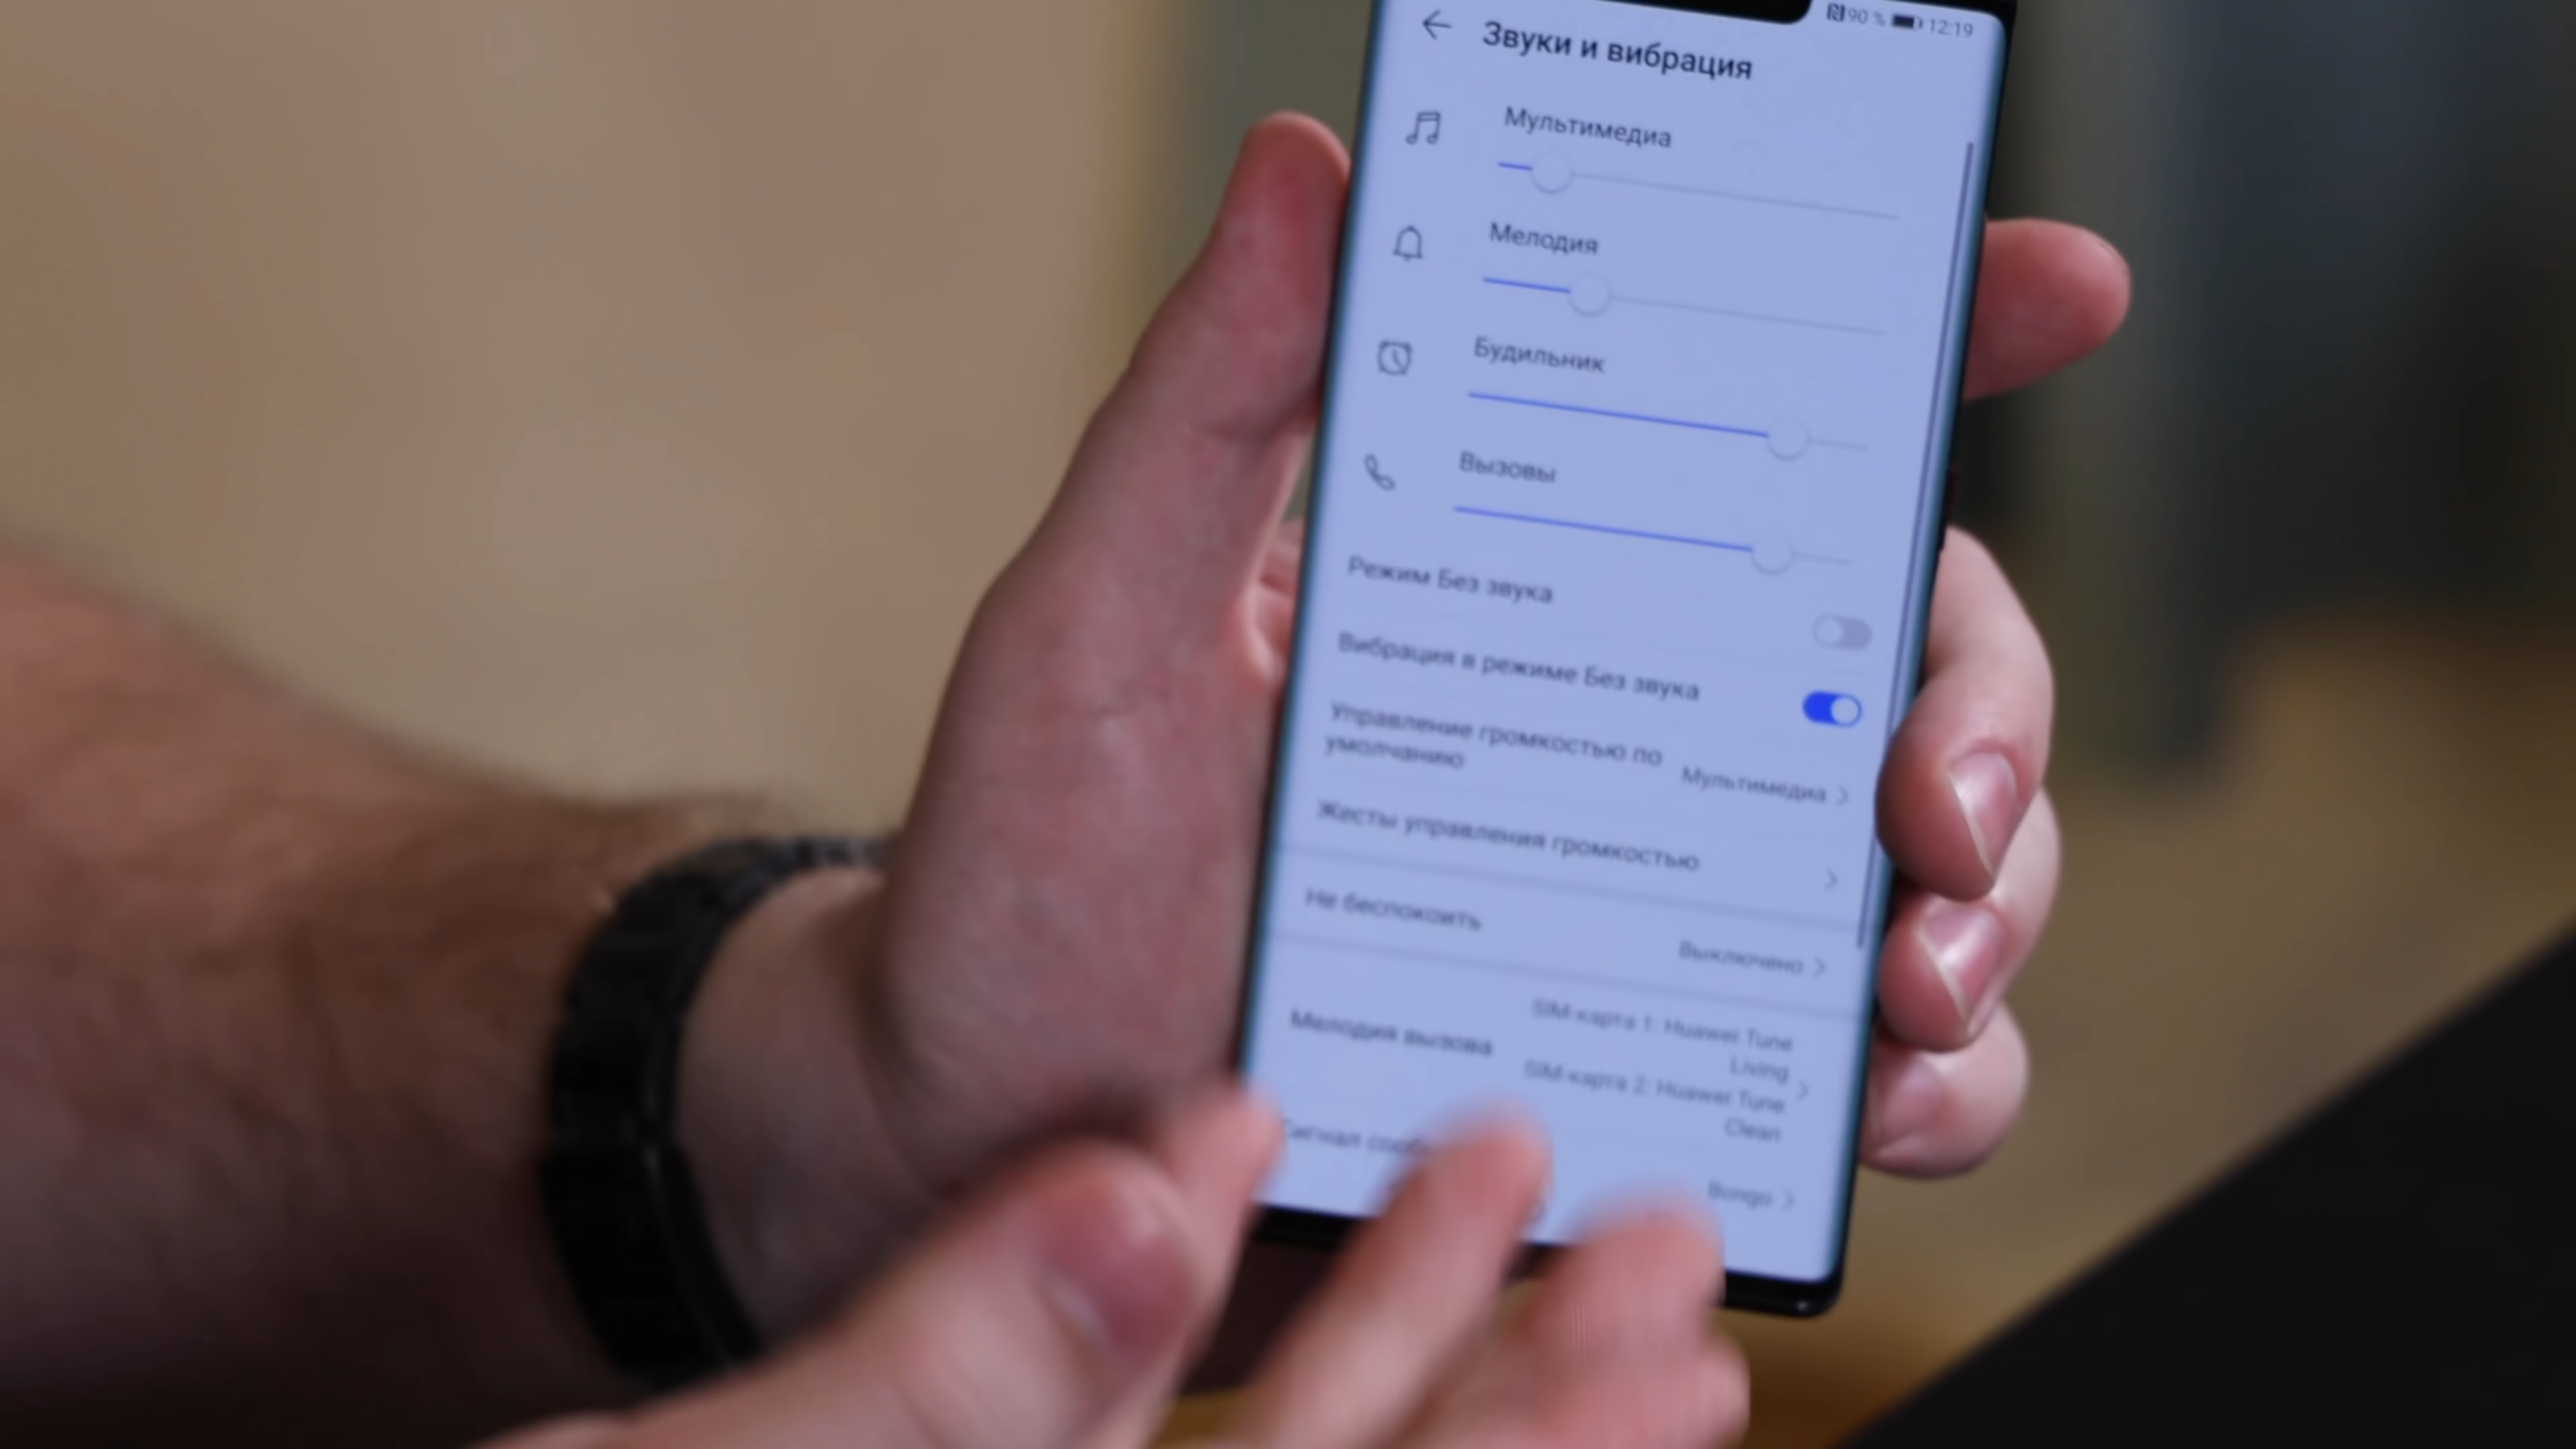 90 % 12:19
Звуки и вибрация
Мультимедиа
Мелодия
Будильник
Вызовы
Режим Без звука
Вибрация в режиме Без звука
Управление громкостью по
умолчанию
Мультимедиа
Жесты управления громкостью
Не беспокоить
Выключено
Мелодия вызова
SIM-карта 1: Huawei Tune
Living
SIM-карта 2: Huawei Tune
Clean
Сигнал
Bongo